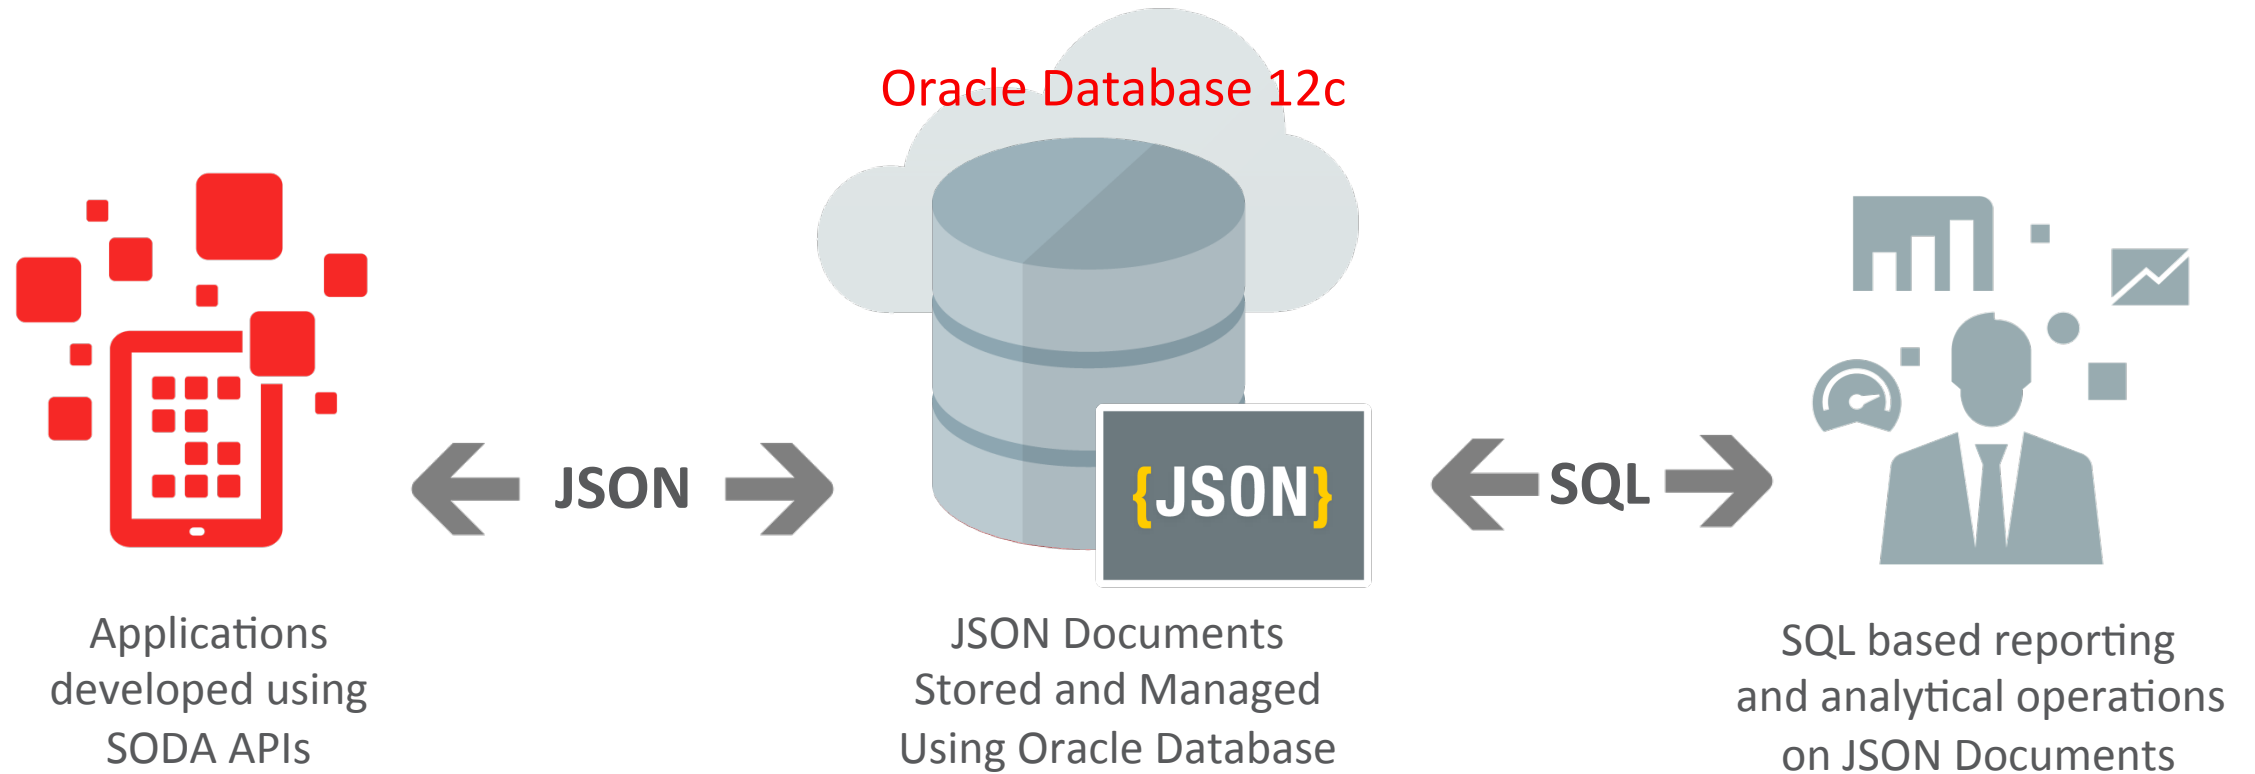 Oracle Database 12c
JSON
{JSON}
SQL
Applications
developed using
SODA APIs
JSON Documents
Stored and Managed
Using Oracle Database
SQL based reporting
and analytical operations
on JSON Documents